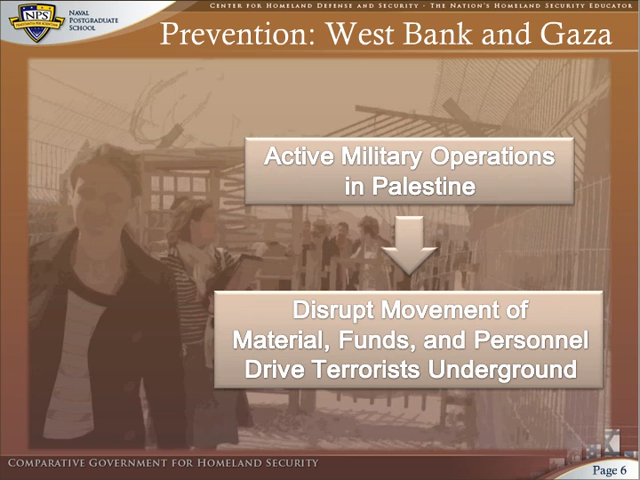 CENTER FOR HOMELAND DEFENSE AND SECURITY · THE NATION'S HOMELAND SECURITY EDUCATOR
NPS
NAVAL
POSTGRADUATE
SCHOOL
Prevention: West Bank and Gaza
Active Military Operations
in Palestine
Disrupt Movement of
Material, Funds, and Personnel
Drive Terrorists Underground
COMPARATIVE GOVERNMENT FOR HOMELAND SECURITY
Page 6